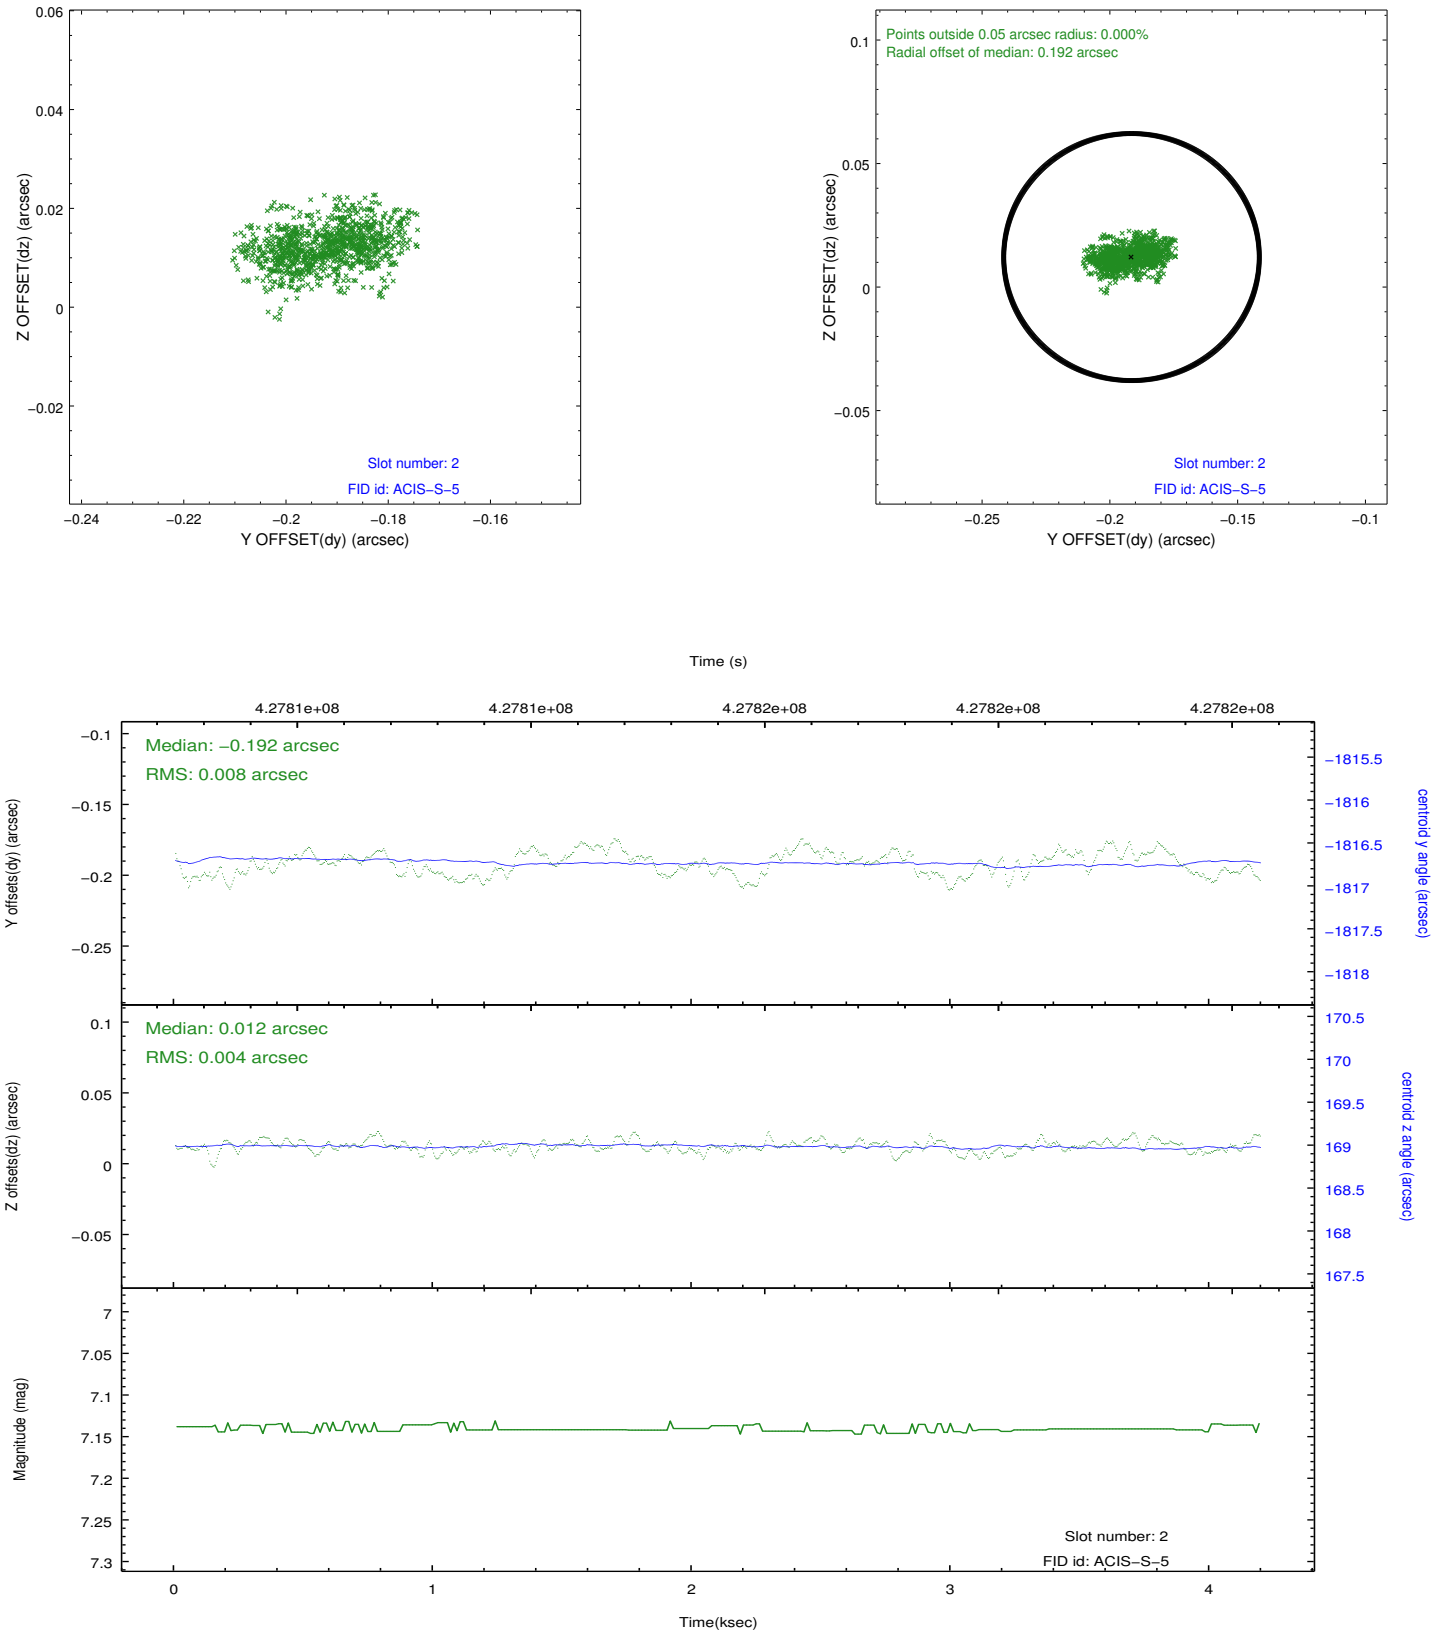 0.06
0.04
0.02
0
−0.02
Z OFFSET(dz) (arcsec)
Slot number: 2
FID id: ACIS−S−5
−0.24
−0.22
−0.2
−0.18
−0.16
Y OFFSET(dy) (arcsec)
Points outside 0.05 arcsec radius: 0.000%
Radial offset of median: 0.192 arcsec
0.1
0.05
0
−0.05
Z OFFSET(dz) (arcsec)
Slot number: 2
FID id: ACIS−S−5
−0.25
−0.2
−0.15
−0.1
Y OFFSET(dy) (arcsec)
Time (s)
4.2781e+08
4.2781e+08
4.2782e+08
4.2782e+08
4.2782e+08
Median: −0.192 arcsec
RMS: 0.008 arcsec
−0.1
−0.15
−0.2
−0.25
Y offsets(dy) (arcsec)
−1815.5
−1816
−1816.5
−1817
−1817.5
−1818
centroid y angle (arcsec)
Median: 0.012 arcsec
RMS: 0.004 arcsec
0.1
0.05
0
−0.05
Z offsets(dz) (arcsec)
170.5
170
169.5
169
168.5
168
167.5
centroid z angle (arcsec)
7
7.05
7.1
7.15
7.2
7.25
7.3
Magnitude (mag)
Slot number: 2
FID id: ACIS−S−5
0
1
2
3
4
Time(ksec)